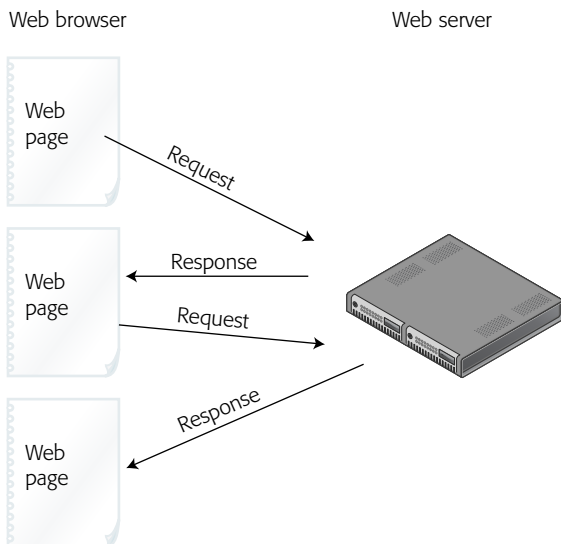 Web browser
Web server
Web
page
Request
Response
Web
page
Request
Response
Web
page